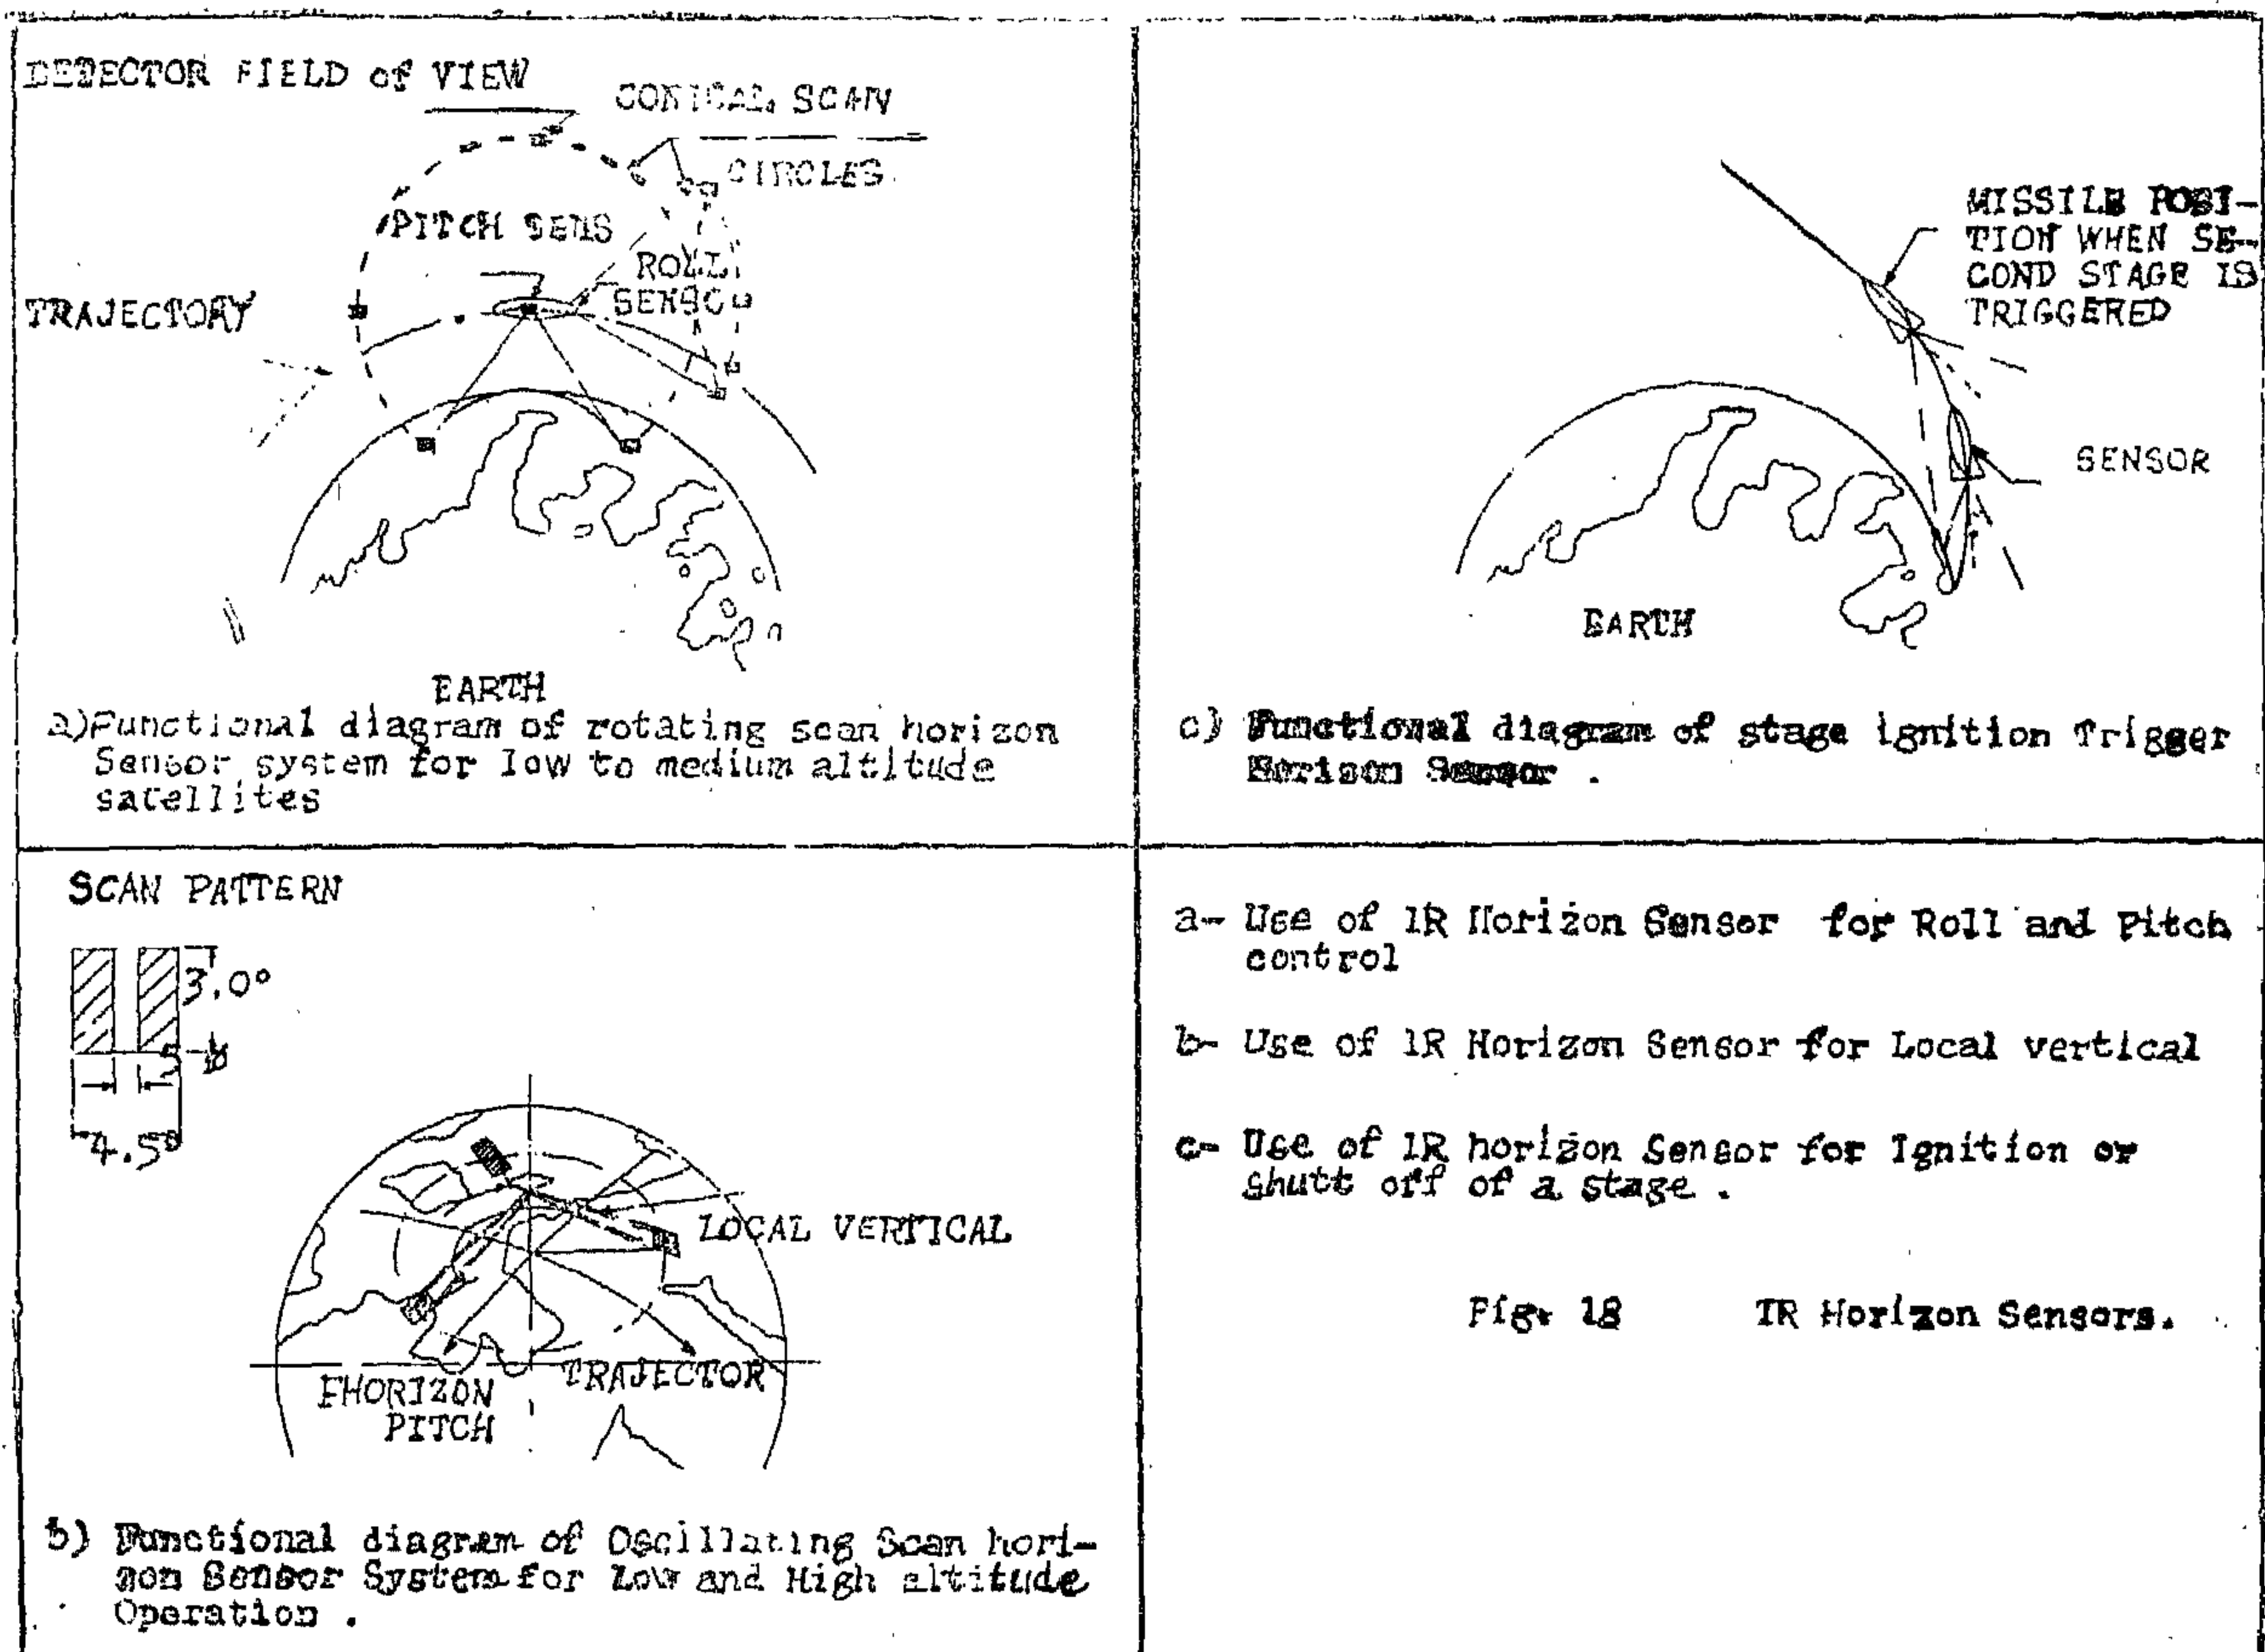 DETECTOR FIELD of VIEW
CONICAL SCAN
CIRCLES
PITCH SENS
ROLL
SENSO
TRAJECTORY
EARTH
a)Functional diagram of rotating scan horizon
Sensor system for low to medium altitude
satellites
MISSILE POSI-
TION WHEN SE-
COND STAGE IS
TRIGGERED
SENSOR
EARTH
c) Functional diagram of stage ignition Trigger
Horison Sensor .
SCAN PATTERN
3.0°
4.5°
LOCAL VERTICAL
TRAJECTOR
FHORIZON
PITCH
b) Functional diagram of Oscillating Scan hori-
zon Sensor System for Low and High altitude
Operation .
a- Use of IR Horizon Sensor for Roll and Pitch
control
b- Use of IR Horizon Sensor for Local vertical
c- Use of IR horizon Sensor for Ignition or
shutt off of a stage .
Fig. 18 IR Horizon Sensors.